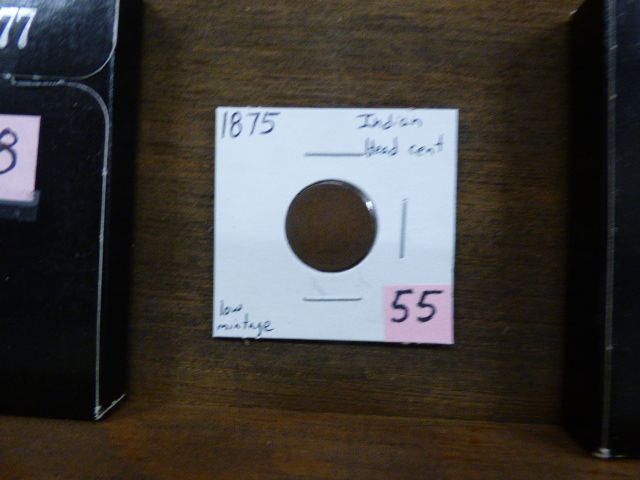 77
8
1875
Indian
Head cent
low
mintage
55